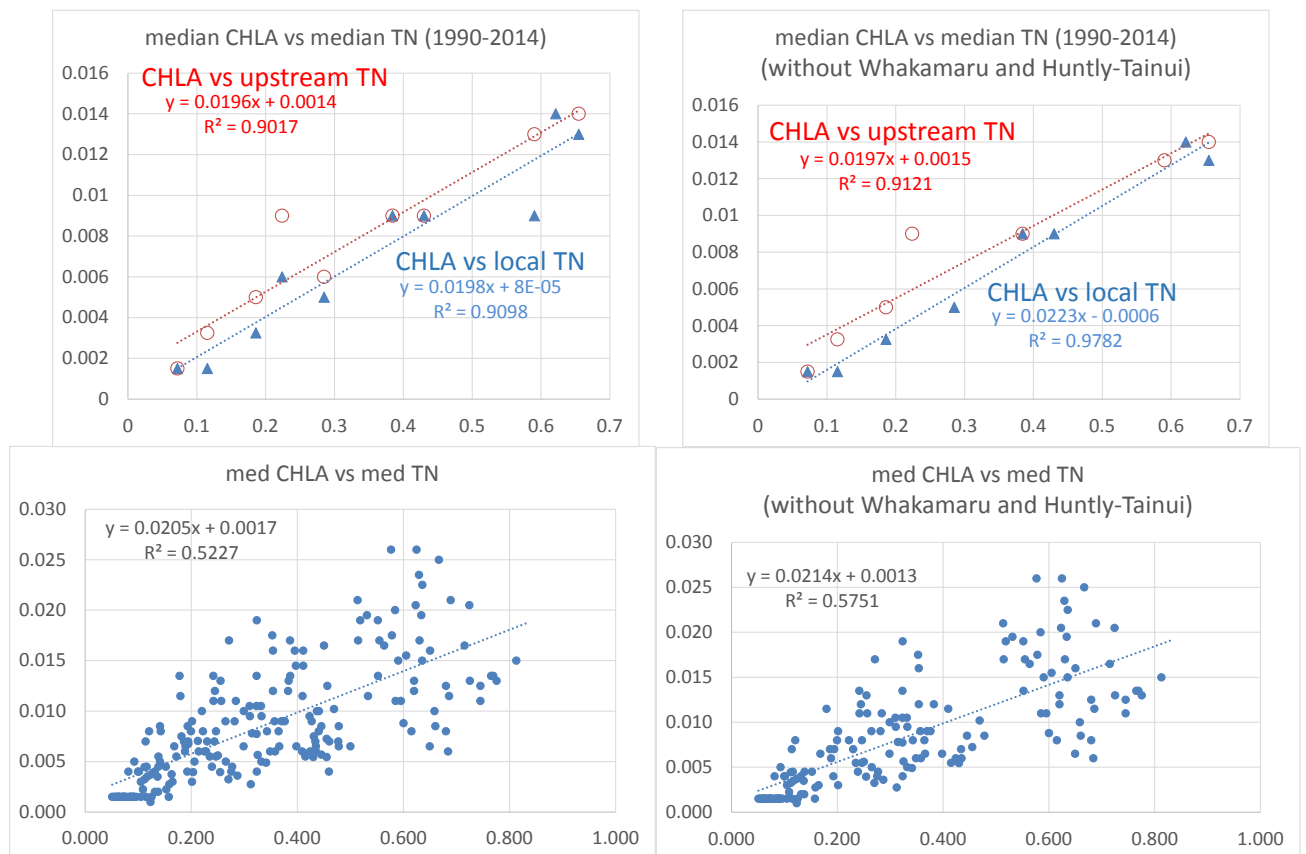 median CHLA vs median TN (1990-2014)
0.016
0.014
0.012
0.01
0.008
0.006
0.004
0.002
0
0
0.1
0.2
0.3
0.4
0.5
0.6
0.7
CHLA vs upstream TN
y = 0.0196x + 0.0014
R² = 0.9017
CHLA vs local TN
y = 0.0198x + 8E-05
R² = 0.9098
median CHLA vs median TN (1990-2014)
(without Whakamaru and Huntly-Tainui)
0.016
0.014
0.012
0.01
0.008
0.006
0.004
0.002
0
0
0.1
0.2
0.3
0.4
0.5
0.6
0.7
CHLA vs upstream TN
y = 0.0197x + 0.0015
R² = 0.9121
CHLA vs local TN
y = 0.0223x - 0.0006
R² = 0.9782
med CHLA vs med TN
0.030
0.025
0.020
0.015
0.010
0.005
0.000
0.000
0.200
0.400
0.600
0.800
1.000
y = 0.0205x + 0.0017
R² = 0.5227
med CHLA vs med TN
(without Whakamaru and Huntly-Tainui)
0.030
0.025
0.020
0.015
0.010
0.005
0.000
0.000
0.200
0.400
0.600
0.800
1.000
y = 0.0214x + 0.0013
R² = 0.5751